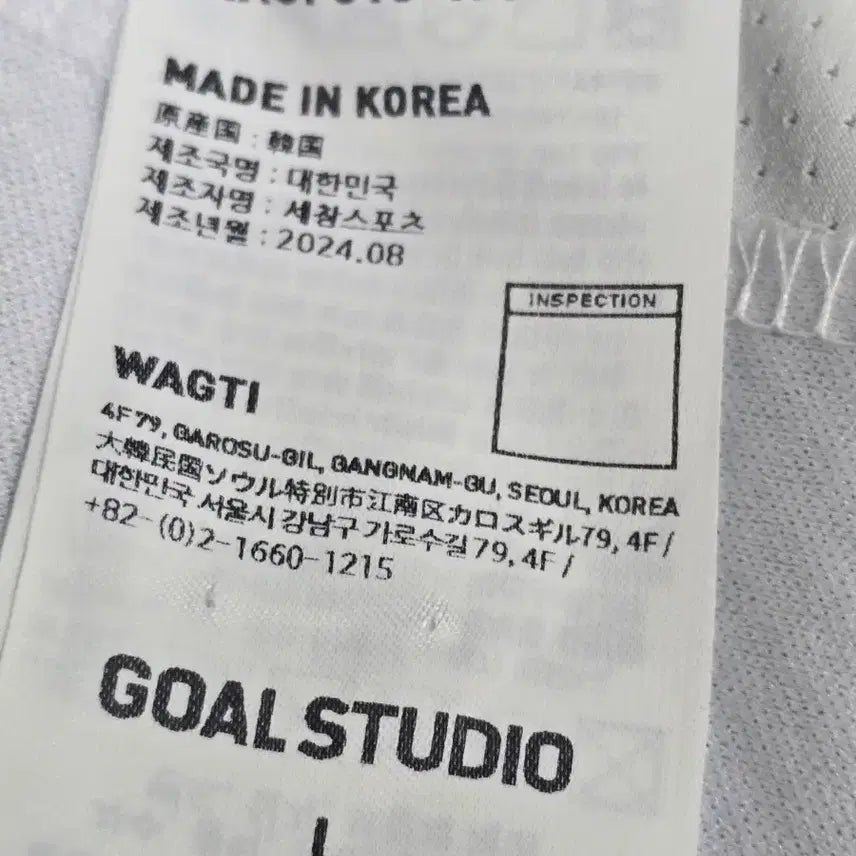 MADE IN KOREA
原産国 : 韓国
제조국명 : 대한민국
제조자명 : 세참스포츠
제조년월 : 2024.08
INSPECTION
WAGTI
4F 79, GAROSU-GIL, GANGNAM-GU, SEOUL, KOREA
大韓民国ソウル特別市江南区カロスギル79, 4F /
대한민국 서울시 강남구 가로수길 79, 4F /
+82-(0)2-1660-1215
GOAL STUDIO
L